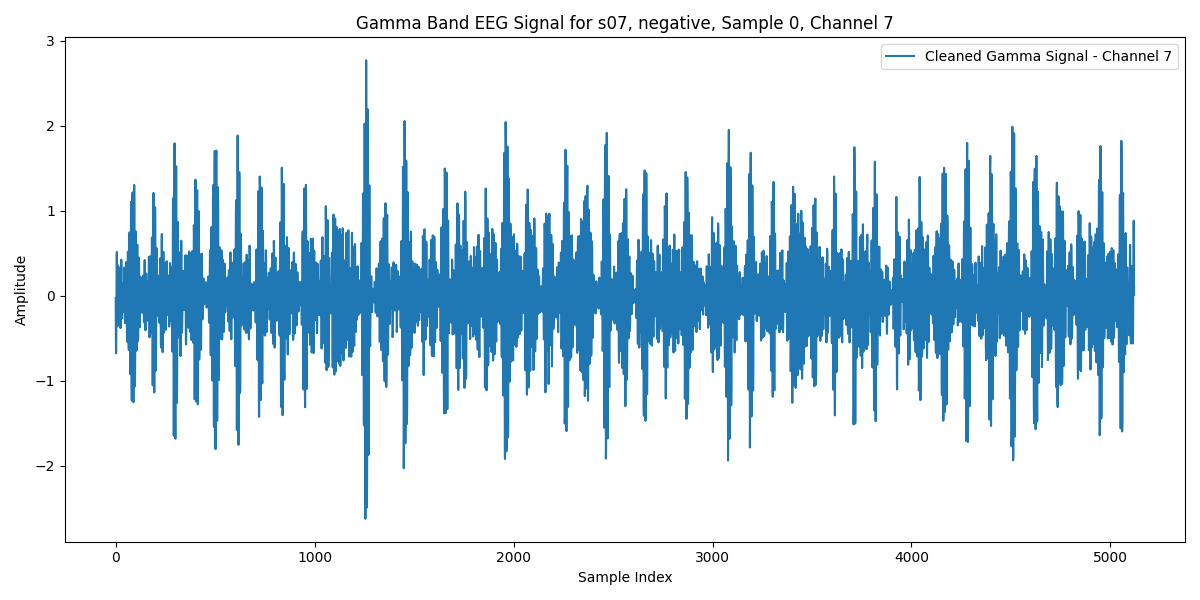 Gamma Band EEG Signal for s07, negative, Sample 0, Channel 7
Cleaned Gamma Signal - Channel 7
Amplitude
3
2
1
0
−1
−2
0 1000 2000 3000 4000 5000
Sample Index